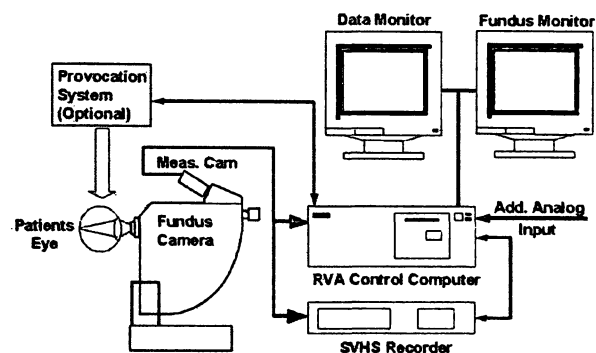 Data Monitor
Fundus Monitor
Provocation
System
(Optional)
Meas. Cam
Patients
Eye
Fundus
Camera
Add. Analog
Input
RVA Control Computer
SVHS Recorder